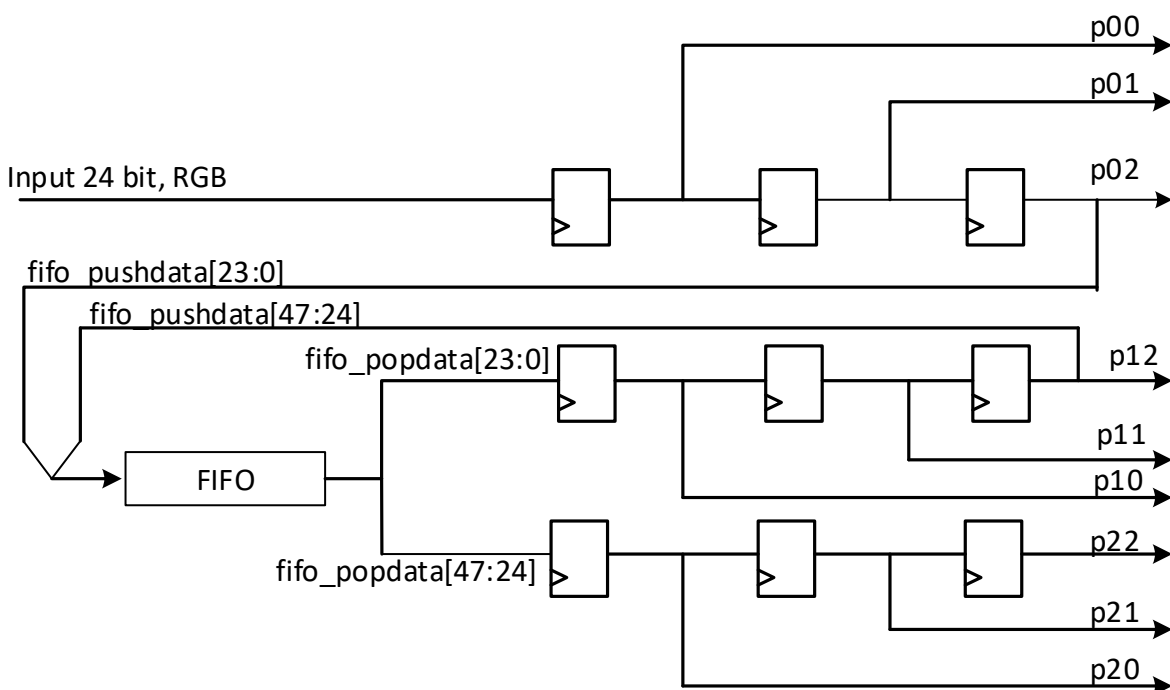 p00
p01
Input 24 bit, RGB
p02
fifo_pushdata[23:0]
fifo_pushdata[47:24]
fifo_popdata[23:0]
p12
p11
FIFO
p10
p22
fifo_popdata[47:24]
p21
p20